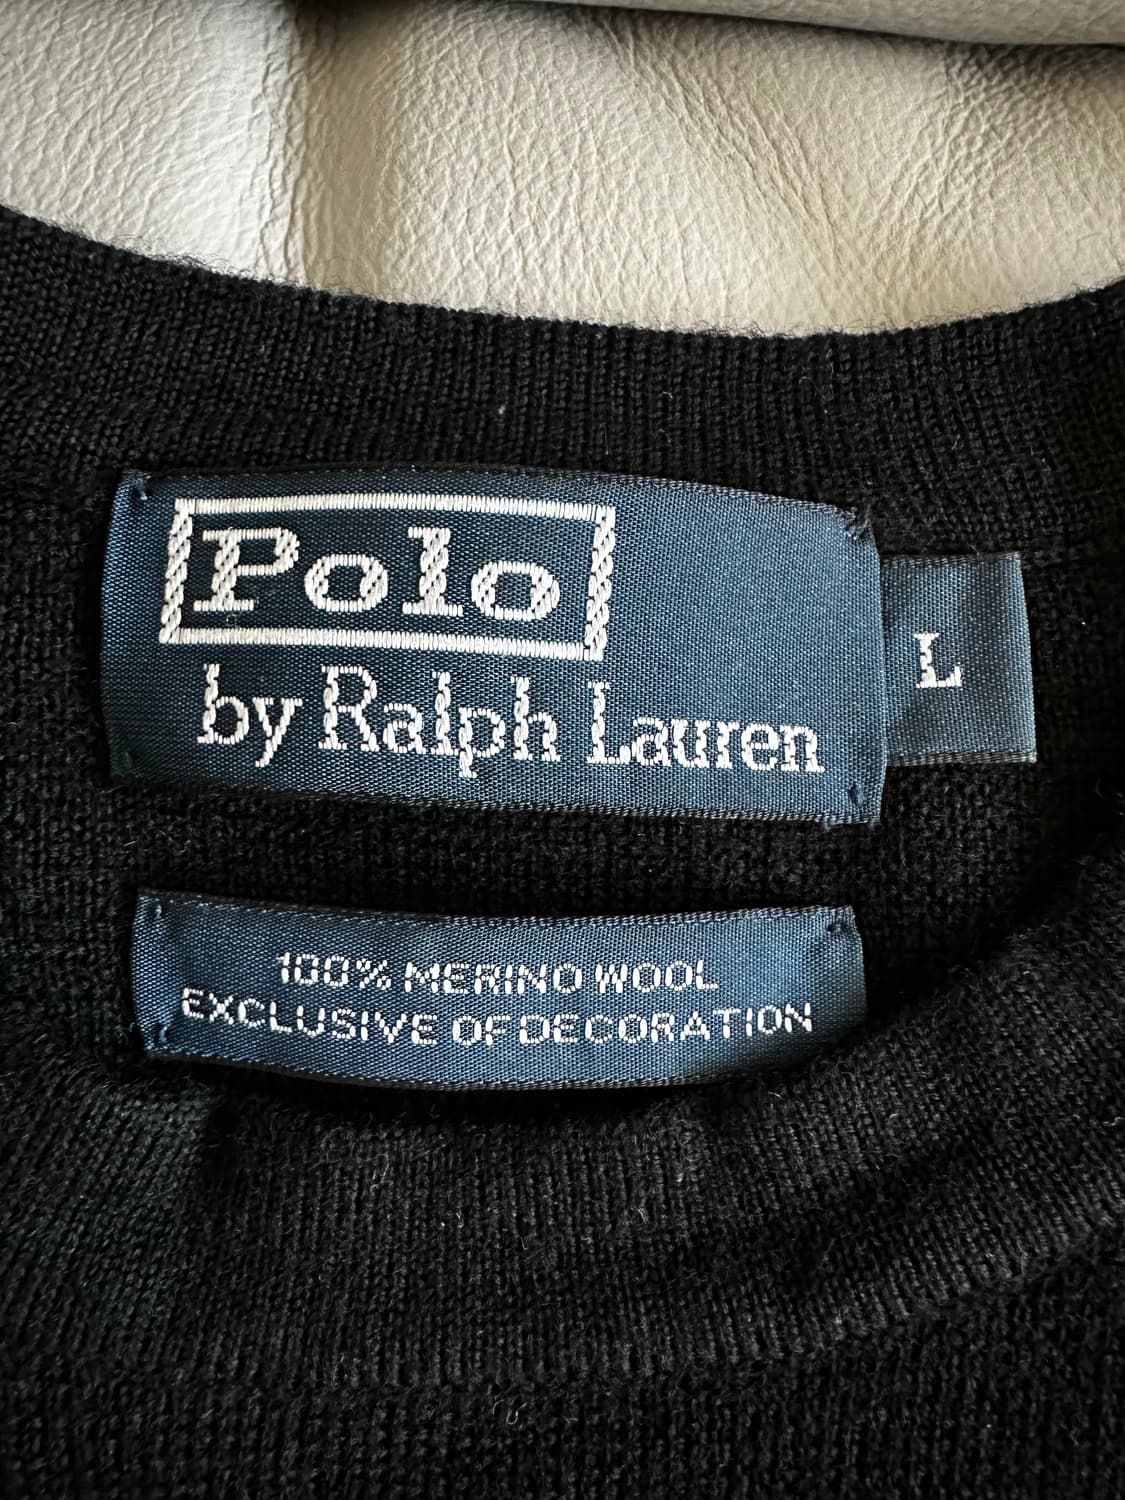 Polo
by Ralph Lauren
L
100% MERINO WOOL
EXCLUSIVE OF DECORATION